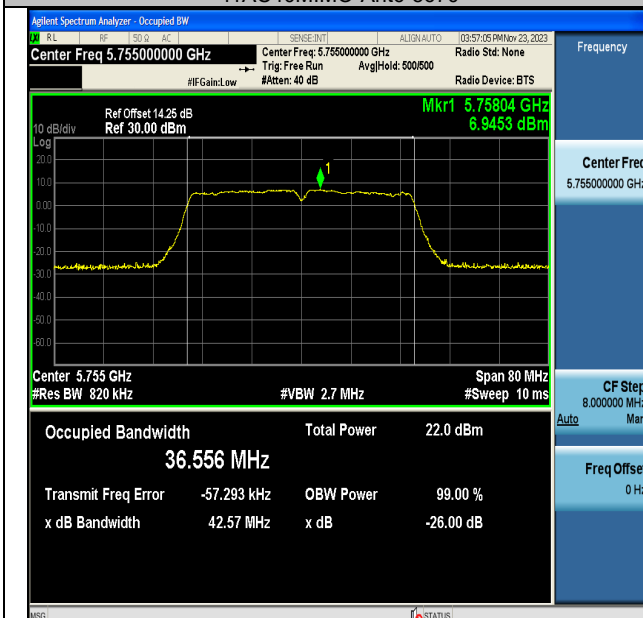 Agilent Spectrum Analyzer - Occupied BW
LXI RL RF 50 Ω AC SENSE:INT ALIGN AUTO 03:57:05 PM Nov 23, 2023
Center Freq 5.755000000 GHz
Center Freq: 5.755000000 GHz Radio Std: None
Trig: Free Run Avg|Hold: 500/500
#IFGain:Low #Atten: 40 dB Radio Device: BTS
Frequency
Ref Offset 14.25 dB Mkr1 5.75804 GHz
10 dB/div Ref 30.00 dBm 6.9453 dBm
Log
20.0
10.0
0.00
-10.0
-20.0
-30.0
-40.0
-50.0
-60.0
1
Center 5.755 GHz Span 80 MHz
#Res BW 820 kHz #VBW 2.7 MHz #Sweep 10 ms
Occupied Bandwidth Total Power 22.0 dBm
36.556 MHz
Transmit Freq Error -57.293 kHz OBW Power 99.00 %
x dB Bandwidth 42.57 MHz x dB -26.00 dB
Center Freq
5.755000000 GHz
CF Step
8.000000 MHz
Auto Man
Freq Offset
0 Hz
MSG STATUS